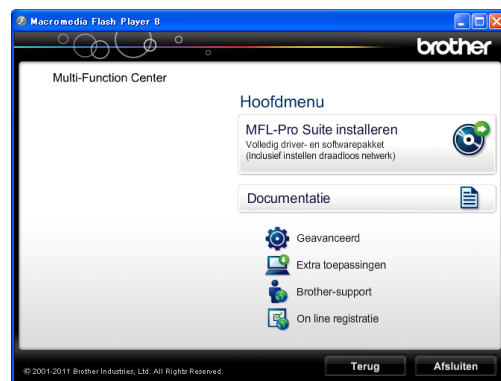 Macromedia Flash Player 8
brother
Multi-Function Center
Hoofdmenu
MFL-Pro Suite installeren
Volledig driver- en softwarepakket
(Inclusief instellen draadloos netwerk)
Documentatie
Geavanceerd
Extra toepassingen
Brother-support
On line registratie
© 2001-2011 Brother Industries, Ltd. All Rights Reserved.
Terug
Afsluiten